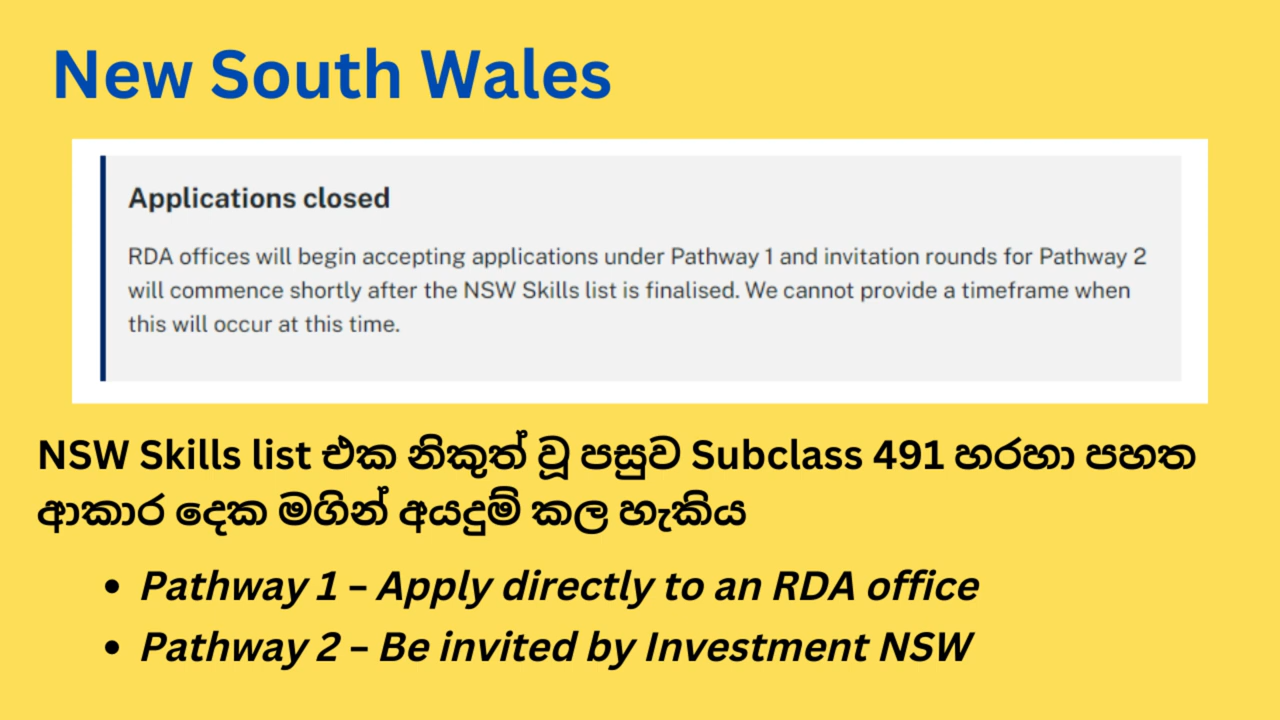 New South Wales
Applications closed
RDA offices will begin accepting applications under Pathway 1 and invitation rounds for Pathway 2
will commence shortly after the NSW Skills list is finalised. We cannot provide a timeframe when
this will occur at this time.
NSW Skills list එක නිකුත් වූ පසුව Subclass 491 හරහා පහත
ආකාර දෙක මගින් අයදුම් කල හැකිය
• Pathway 1 – Apply directly to an RDA office
• Pathway 2 – Be invited by Investment NSW